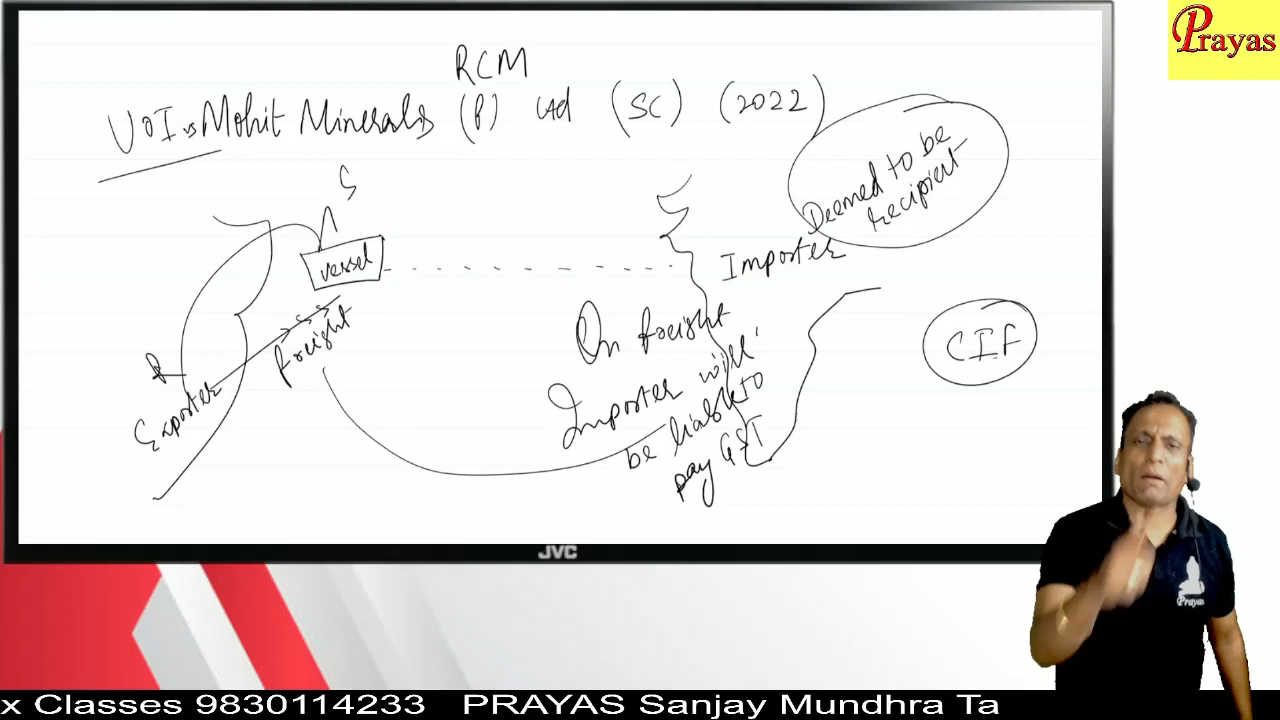 Prayas
RCM
UOI vs Mohit Minerals (P) Ltd (SC) (2022)
Deemed to be
recipient
S
vessel
Importer
freight
R
Exporter
On freight
Importer will
be liable to
pay GST
CIF
JVC
Prayas
x Classes 9830114233 PRAYAS Sanjay Mundhra Ta